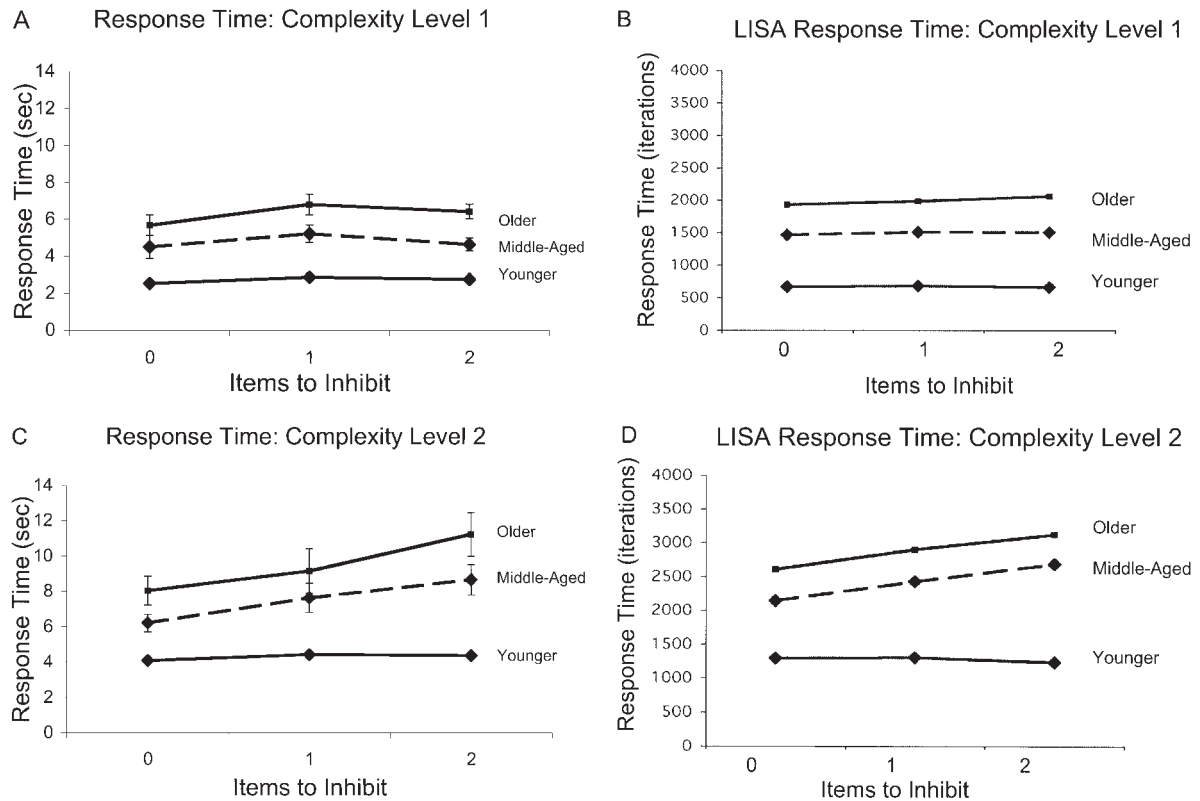 A
Response Time: Complexity Level 1
Response Time (sec)
14
12
10
8
6
4
2
0
Older
Middle-Aged
Younger
0 1 2
Items to Inhibit
B
LISA Response Time: Complexity Level 1
Response Time (iterations)
4000
3500
3000
2500
2000
1500
1000
500
0
Older
Middle-Aged
Younger
0 1 2
Items to Inhibit
C
Response Time: Complexity Level 2
Response Time (sec)
14
12
10
8
6
4
2
0
Older
Middle-Aged
Younger
0 1 2
Items to Inhibit
D
LISA Response Time: Complexity Level 2
Response Time (iterations)
4000
3500
3000
2500
2000
1500
1000
500
0
Older
Middle-Aged
Younger
0 1 2
Items to Inhibit